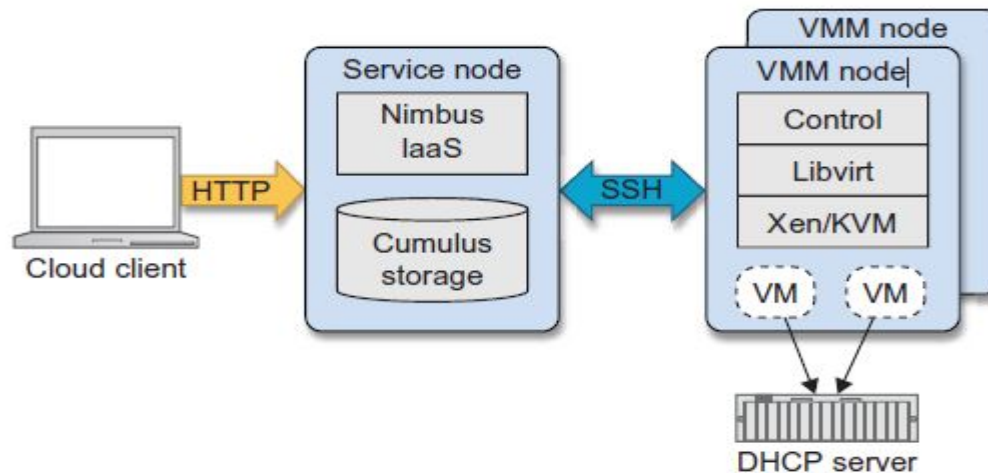 VMM node
Service node
VMM node
Nimbus
IaaS
Control
Libvirt
HTTP
SSH
Xen/KVM
Cumulus
storage
Cloud client
VM
VM
DHCP server